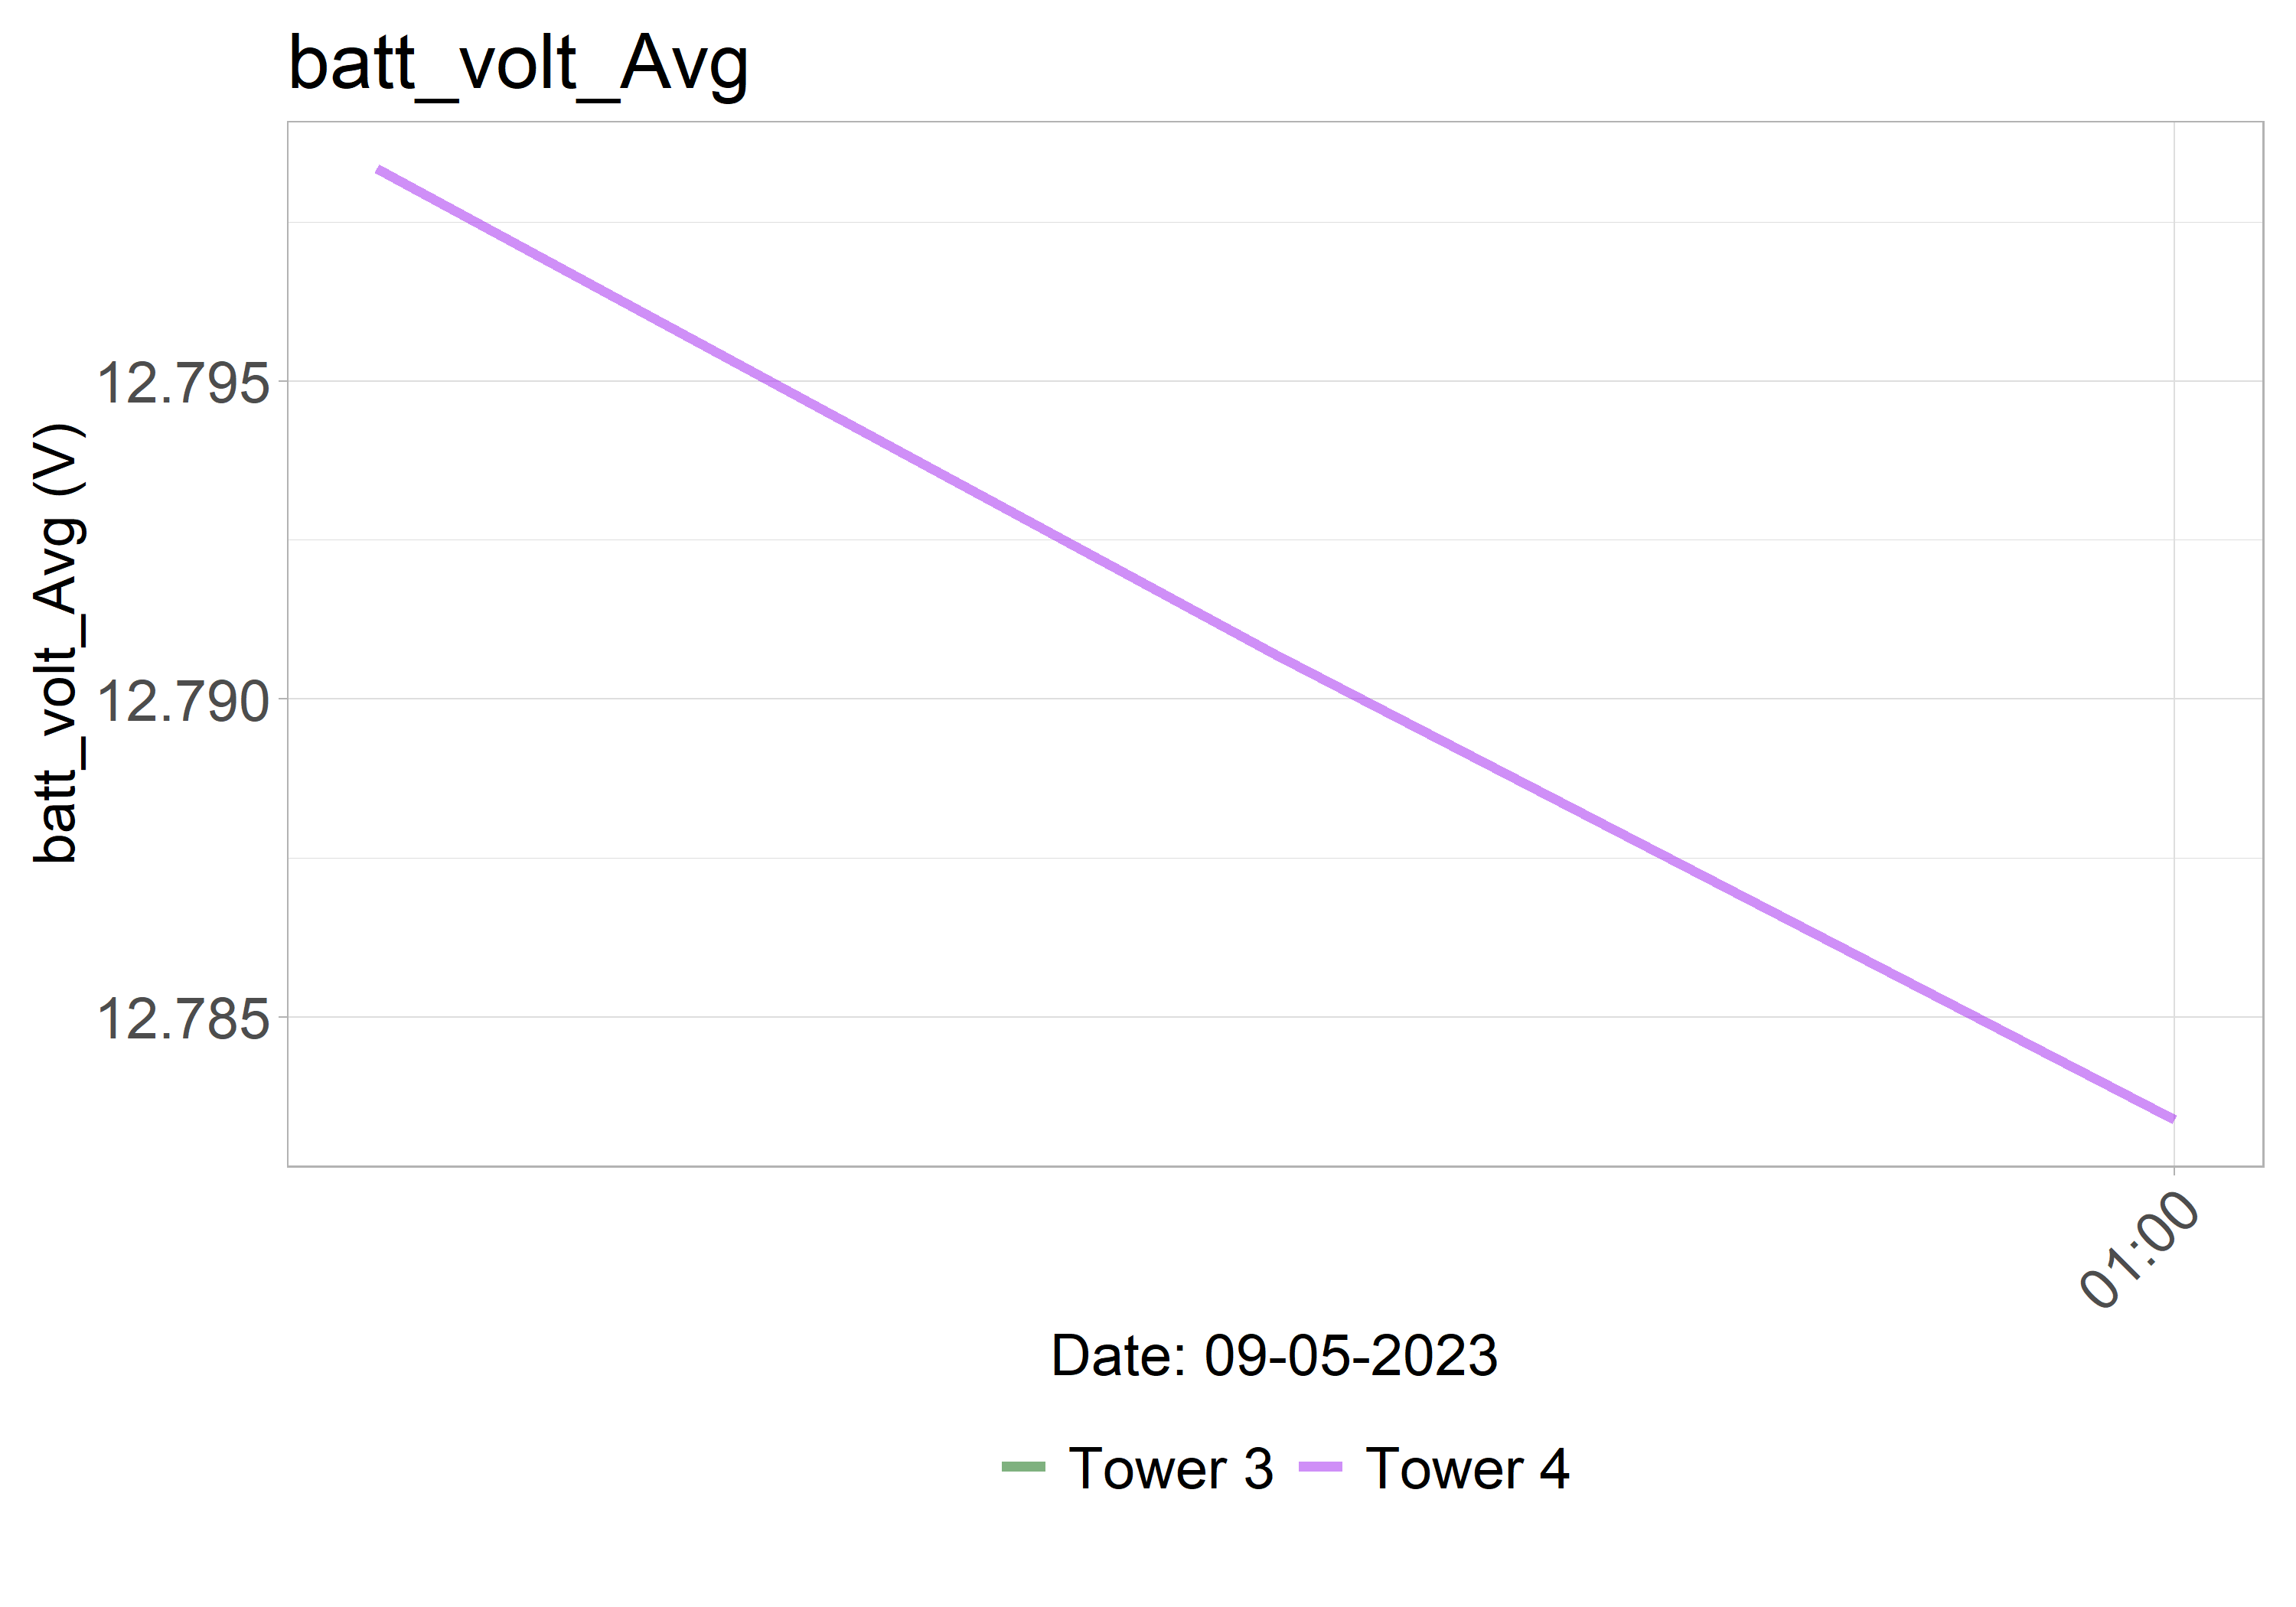 batt_volt_Avg
batt_volt_Avg (V)
12.795
12.790
12.785
01:00
Date: 09-05-2023
Tower 3 Tower 4